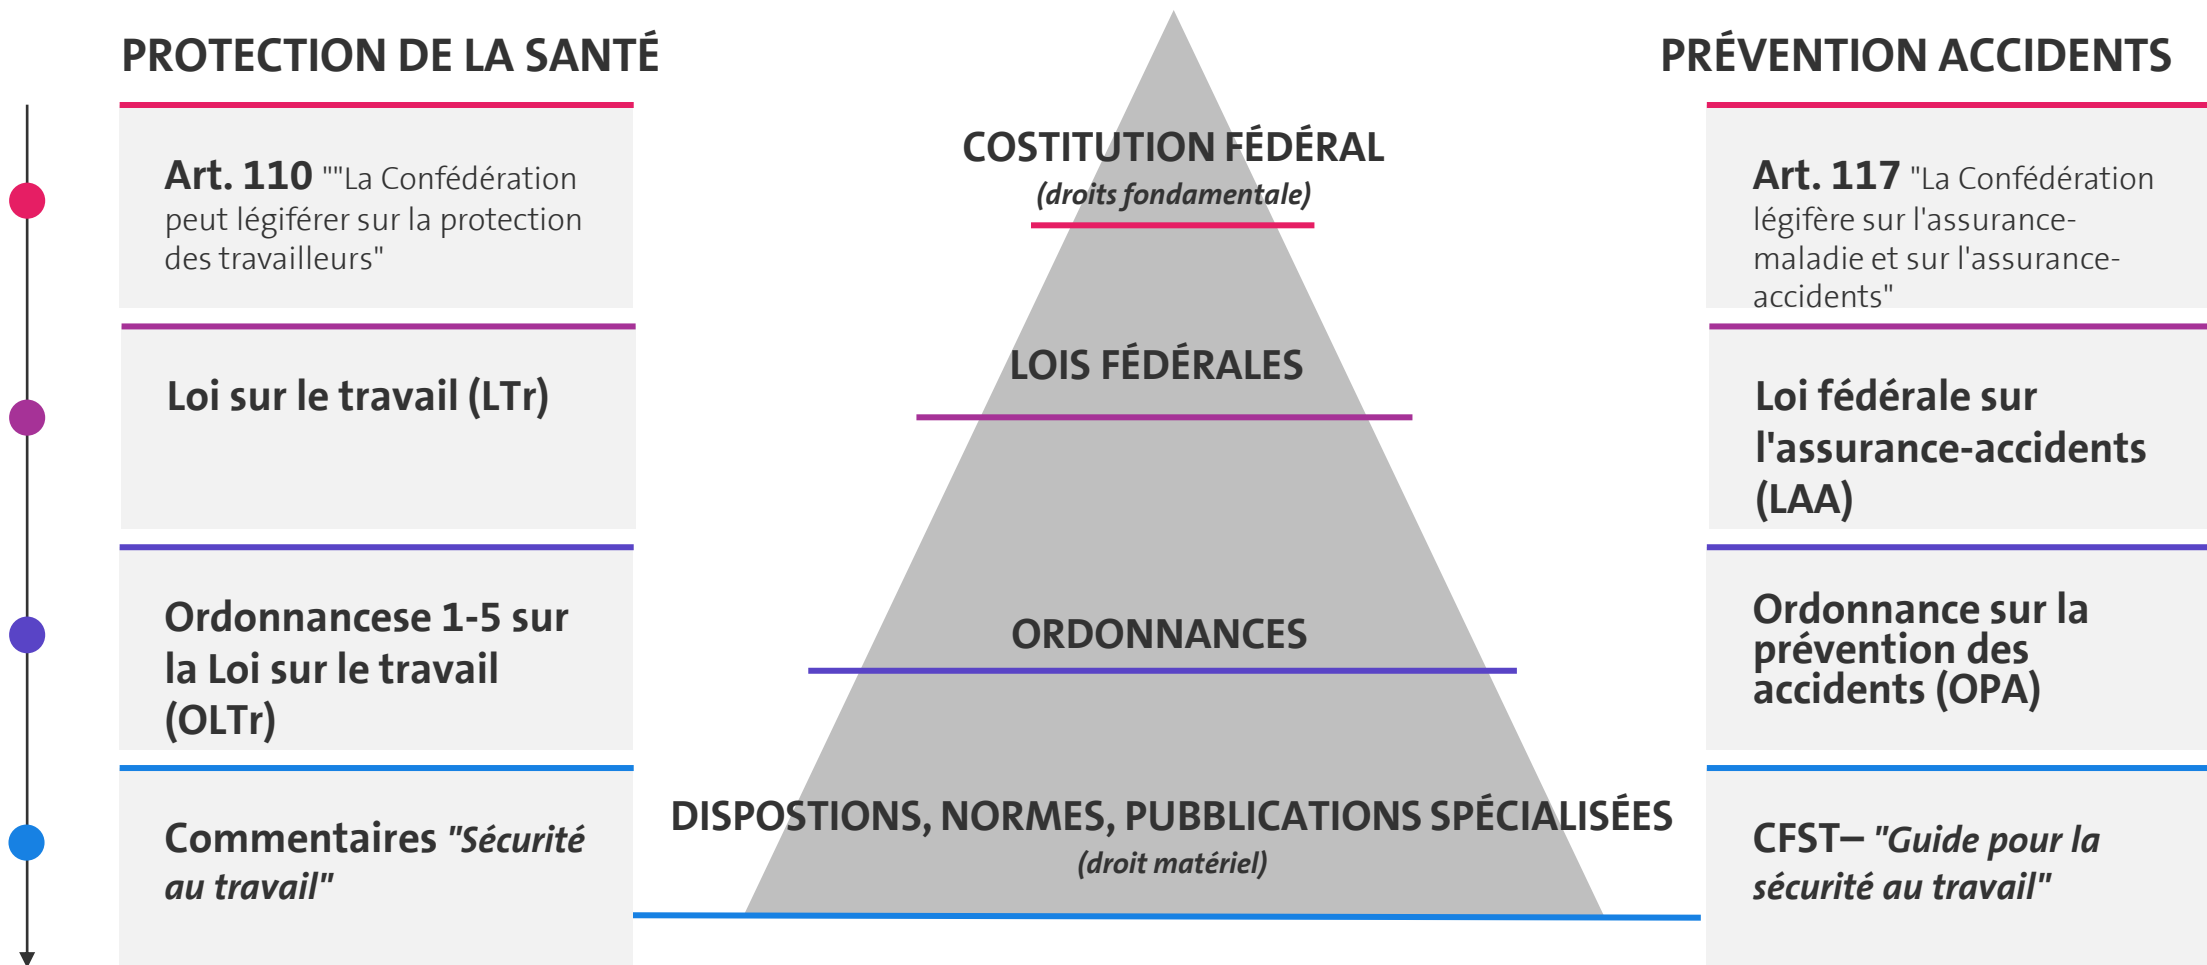 PROTECTION DE LA SANTÉ
Art. 110 ""La Confédération
peut légiférer sur la protection
des travailleurs"
Loi sur le travail (LTr)
Ordonnancese 1-5 sur
la Loi sur le travail
(OLTr)
Commentaires "Sécurité
au travail"
COSTITUTION FÉDÉRAL
(droits fondamentale)
LOIS FÉDÉRALES
ORDONNANCES
DISPOSTIONS, NORMES, PUBBLICATIONS SPÉCIALISÉES
(droit matériel)
PRÉVENTION ACCIDENTS
Art. 117 "La Confédération
légifère sur l'assurance-
maladie et sur l'assurance-
accidents"
Loi fédérale sur
l'assurance-accidents
(LAA)
Ordonnance sur la
prévention des
accidents (OPA)
CFST– "Guide pour la
sécurité au travail"